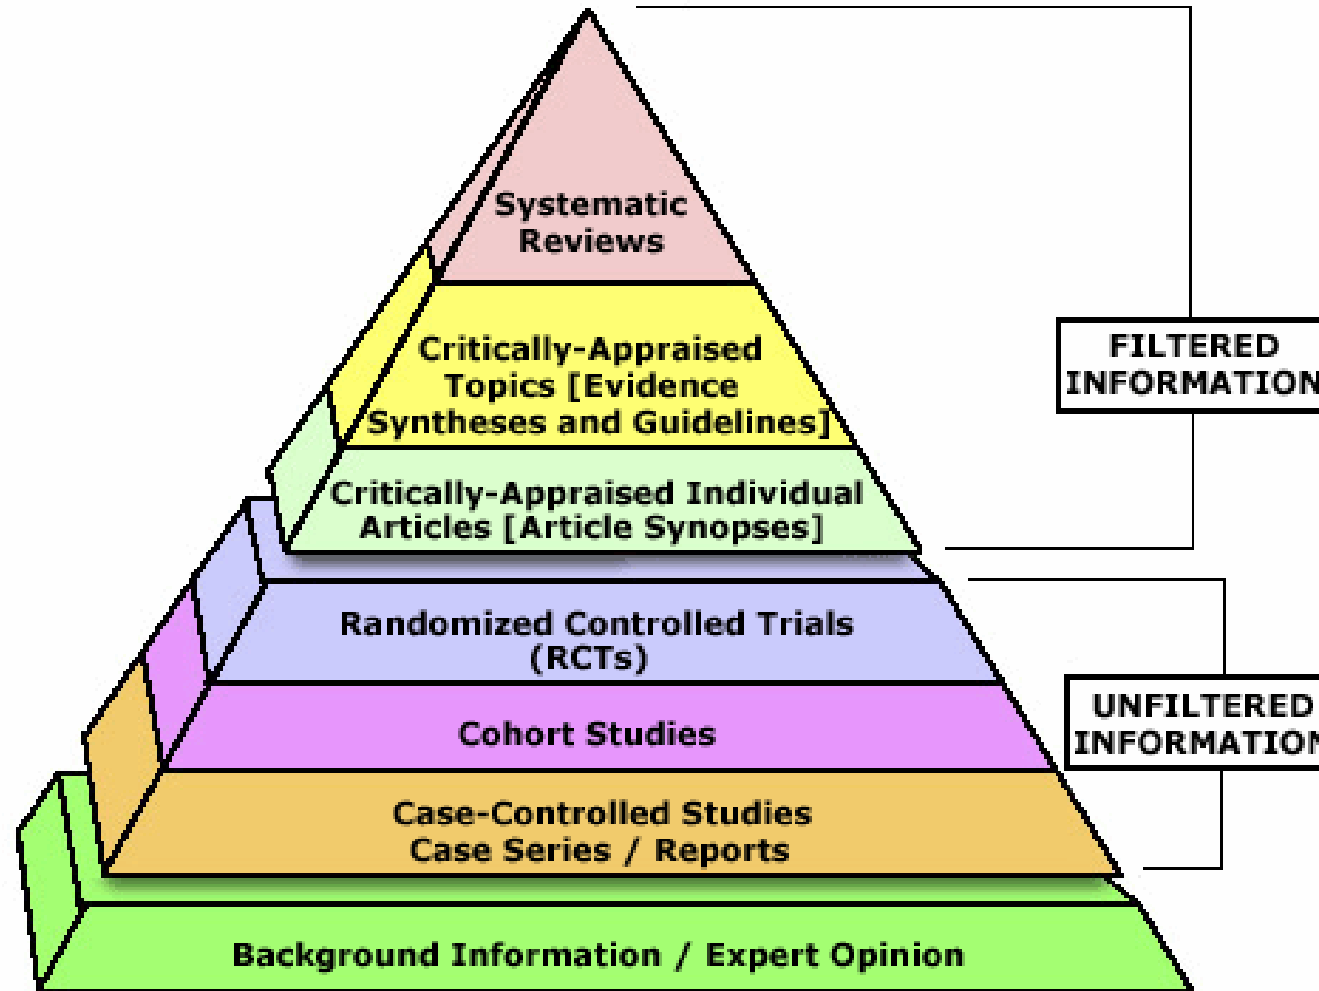 Systematic
Reviews
Critically-Appraised
Topics [Evidence
Syntheses and Guidelines]
Critically-Appraised Individual
Articles [Article Synopses]
Randomized Controlled Trials
(RCTs)
Cohort Studies
Case-Controlled Studies
Case Series / Reports
Background Information / Expert Opinion
FILTERED
INFORMATION
UNFILTERED
INFORMATION